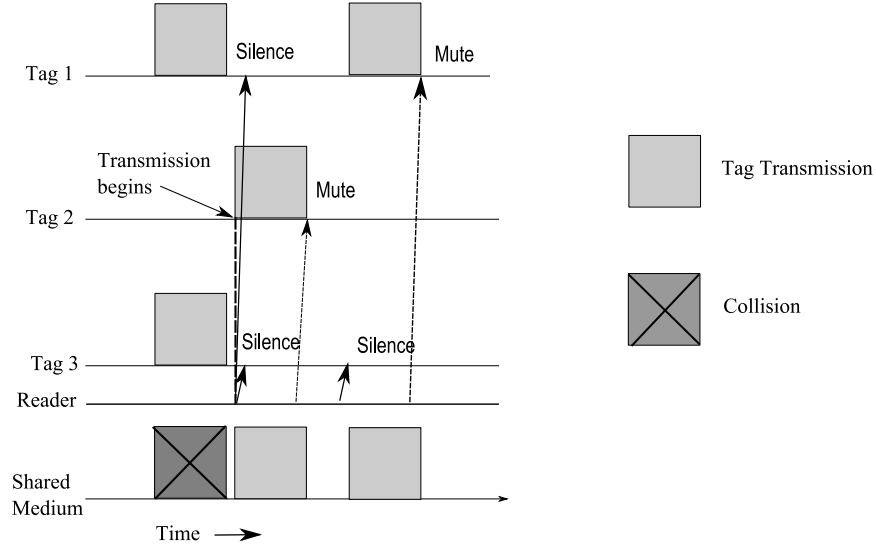 Silence
Mute
Tag 1
Transmission
begins
Tag Transmission
Mute
Tag 2
Collision
Silence
Silence
Tag 3
Reader
Shared
Medium
Time